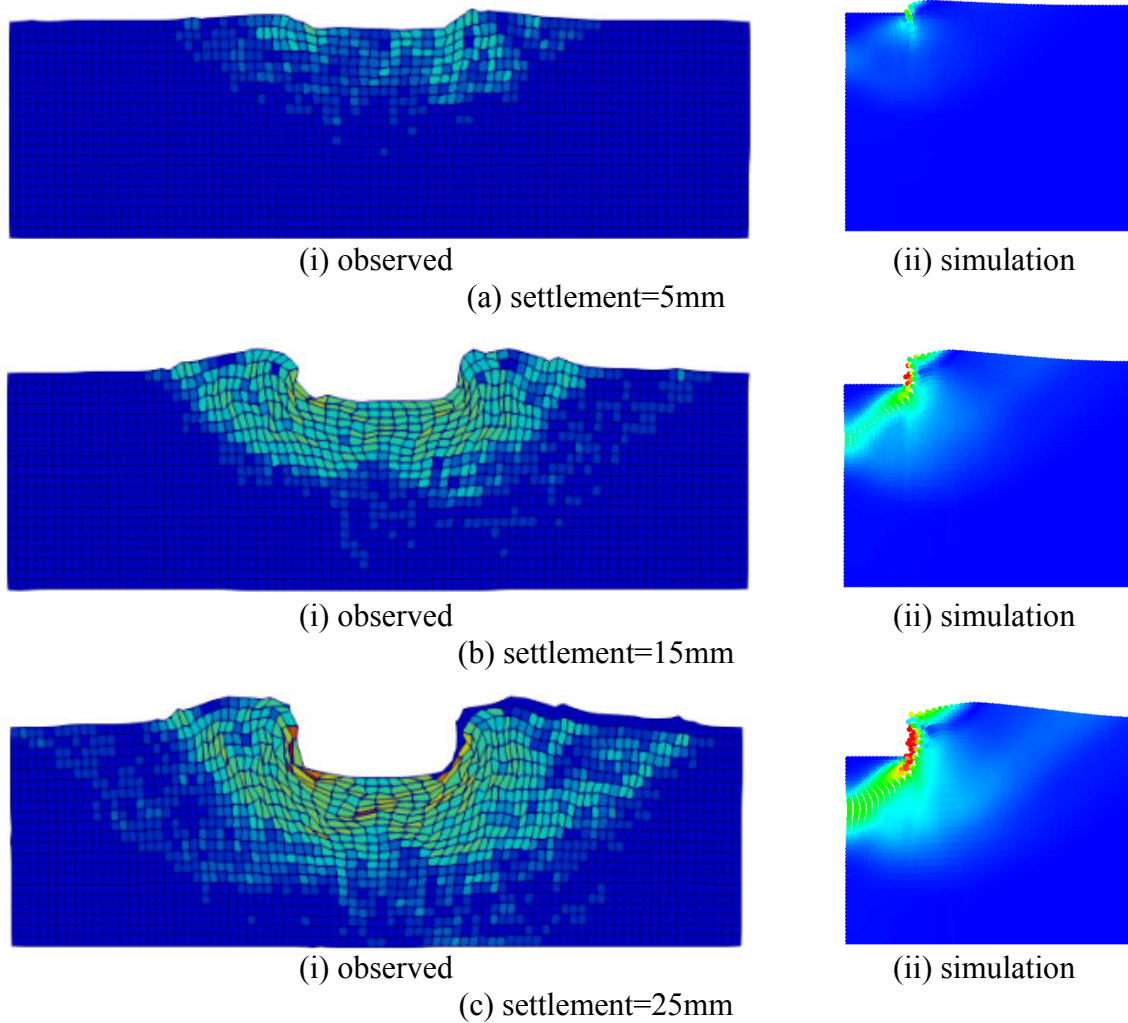 (i) observed
(ii) simulation
(a) settlement=5mm
(i) observed
(ii) simulation
(b) settlement=15mm
(i) observed
(ii) simulation
(c) settlement=25mm